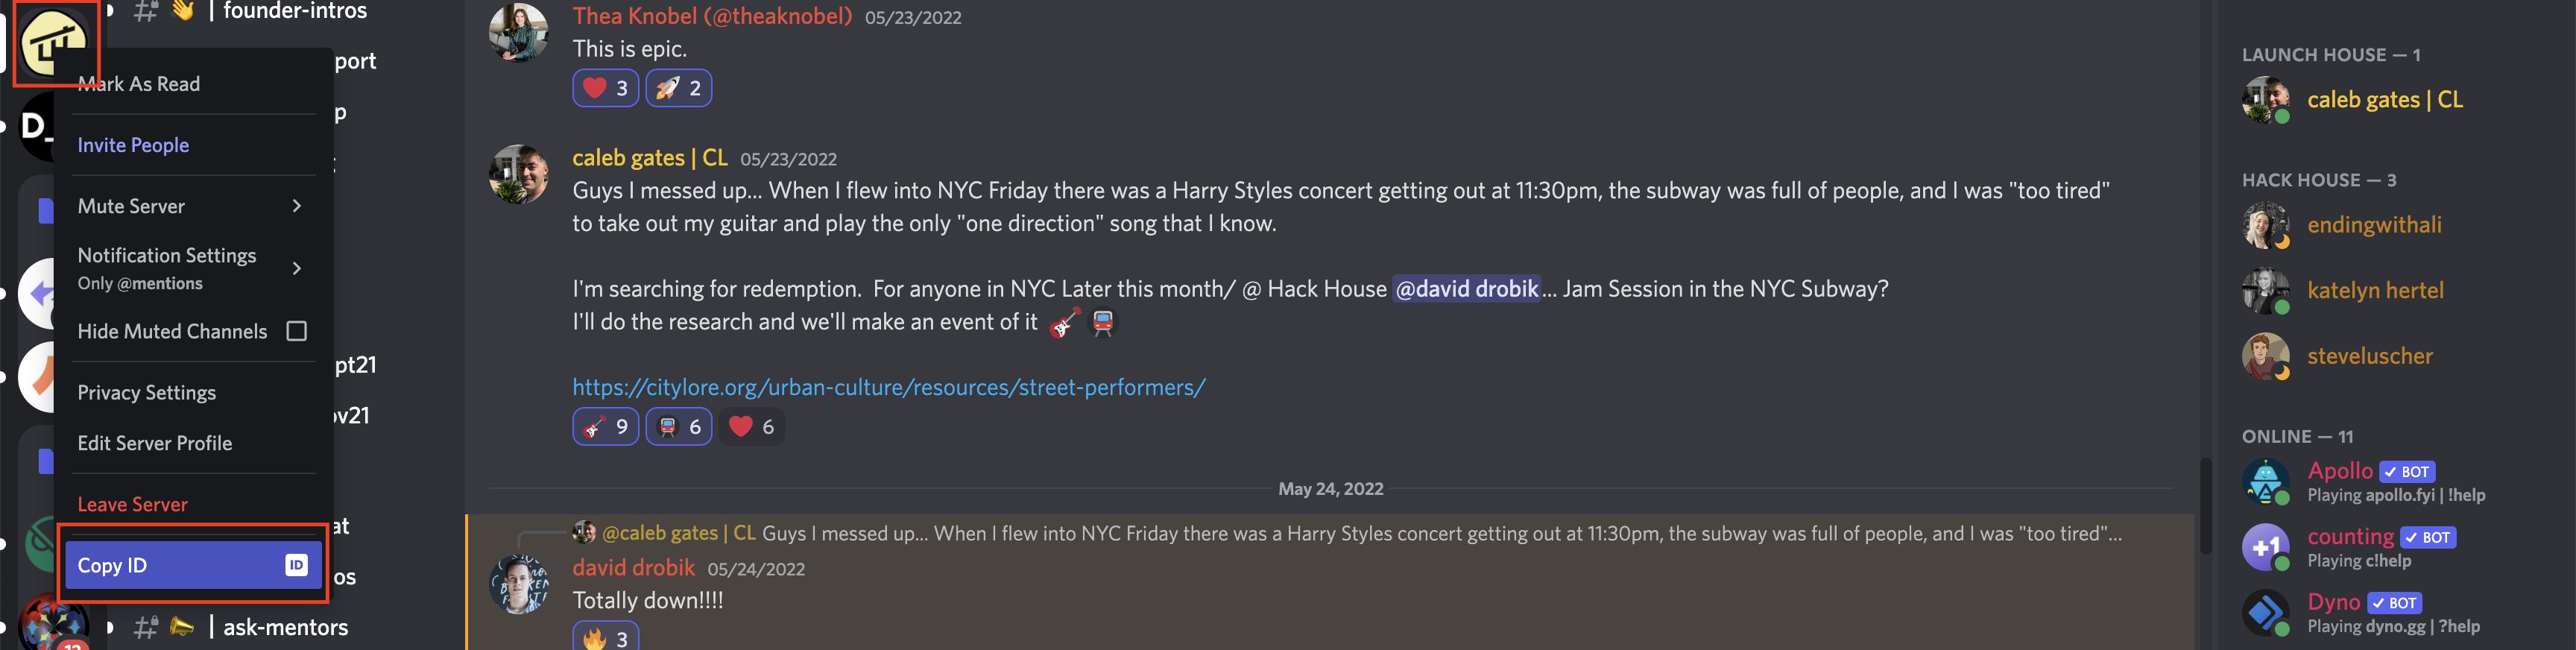 founder-intros
port
p
D_
Mark As Read
Invite People
Mute Server
Notification Settings
Only @mentions
Hide Muted Channels
pt21
Privacy Settings
ov21
Edit Server Profile
Leave Server
at
Copy ID
ID
os
ask-mentors
Thea Knobel (@theaknobel) 05/23/2022
This is epic.
3 2
caleb gates | CL 05/23/2022
Guys I messed up... When I flew into NYC Friday there was a Harry Styles concert getting out at 11:30pm, the subway was full of people, and I was "too tired"
to take out my guitar and play the only "one direction" song that I know.
I'm searching for redemption. For anyone in NYC Later this month/ @ Hack House @david drobik... Jam Session in the NYC Subway?
I'll do the research and we'll make an event of it
https://citylore.org/urban-culture/resources/street-performers/
9 6 6
May 24, 2022
@caleb gates | CL Guys I messed up... When I flew into NYC Friday there was a Harry Styles concert getting out at 11:30pm, the subway was full of people, and I was "too tired"...
david drobik 05/24/2022
Totally down!!!!
3
LAUNCH HOUSE — 1
caleb gates | CL
HACK HOUSE — 3
endingwithali
katelyn hertel
steveluscher
ONLINE — 11
Apollo ✓ BOT
Playing apollo.fyi | !help
+1
counting ✓ BOT
Playing c!help
Dyno ✓ BOT
Playing dyno.gg | ?help